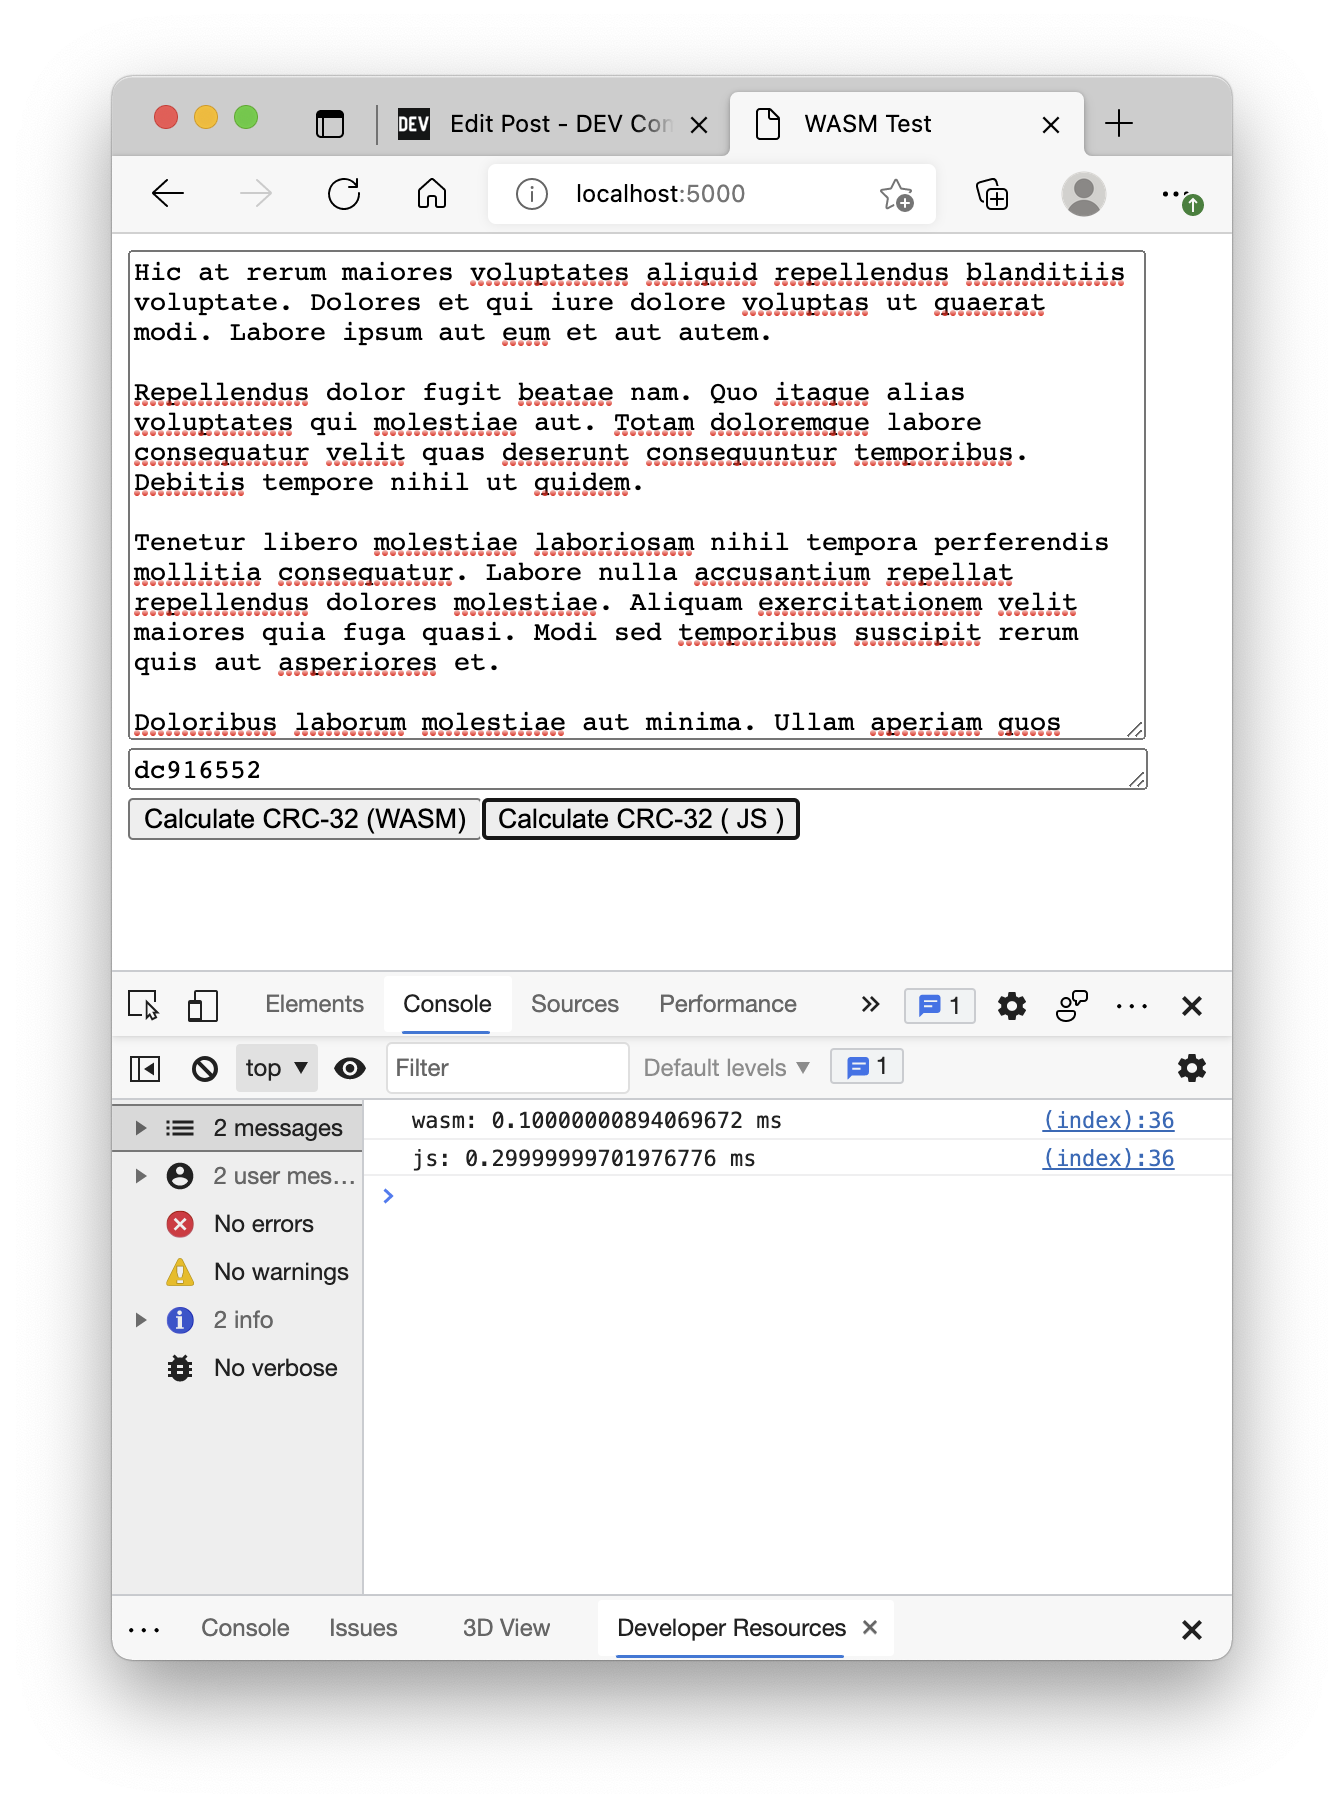 DEV Edit Post - DEV Con
WASM Test
localhost:5000
Hic at rerum maiores voluptates aliquid repellendus blanditiis
voluptate. Dolores et qui iure dolore voluptas ut quaerat
modi. Labore ipsum aut eum et aut autem.
Repellendus dolor fugit beatae nam. Quo itaque alias
voluptates qui molestiae aut. Totam doloremque labore
consequatur velit quas deserunt consequuntur temporibus.
Debitis tempore nihil ut quidem.
Tenetur libero molestiae laboriosam nihil tempora perferendis
mollitia consequatur. Labore nulla accusantium repellat
repellendus dolores molestiae. Aliquam exercitationem velit
maiores quia fuga quasi. Modi sed temporibus suscipit rerum
quis aut asperiores et.
Doloribus laborum molestiae aut minima. Ullam aperiam quos
dc916552
Calculate CRC-32 (WASM) Calculate CRC-32 ( JS )
Elements Console Sources Performance 1
top Filter Default levels 1
2 messages
2 user mes...
No errors
No warnings
2 info
No verbose
wasm: 0.10000000894069672 ms (index):36
js: 0.29999999701976776 ms (index):36
Console Issues 3D View Developer Resources